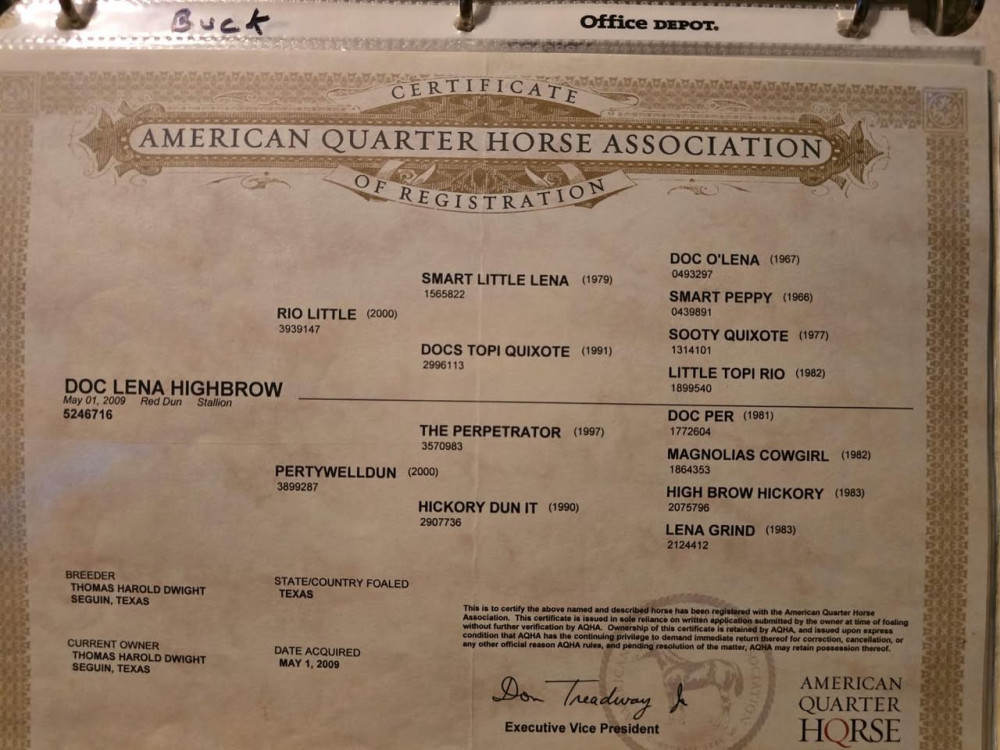 Buck
Office DEPOT.
CERTIFICATE
AMERICAN QUARTER HORSE ASSOCIATION
OF REGISTRATION
DOC O'LENA (1967)
0493297
SMART LITTLE LENA (1979)
1565822
SMART PEPPY (1966)
0439891
RIO LITTLE (2000)
3939147
SOOTY QUIXOTE (1977)
1314101
DOCS TOPI QUIXOTE (1991)
2996113
LITTLE TOPI RIO (1982)
1899540
DOC LENA HIGHBROW
May 01, 2009 Red Dun Stallion
5246716
DOC PER (1981)
1772604
THE PERPETRATOR (1997)
3570983
MAGNOLIAS COWGIRL (1982)
1864353
PERTYWELLDUN (2000)
3899287
HIGH BROW HICKORY (1983)
2075796
HICKORY DUN IT (1990)
2907736
LENA GRIND (1983)
2124412
BREEDER
THOMAS HAROLD DWIGHT
SEGUIN, TEXAS
STATE/COUNTRY FOALED
TEXAS
CURRENT OWNER
THOMAS HAROLD DWIGHT
SEGUIN, TEXAS
DATE ACQUIRED
MAY 1, 2009
This is to certify the above named and described horse has been registered with the American Quarter Horse
Association. This certificate is issued in sole reliance on written application submitted by the owner at time of foaling
without further verification by AQHA. Ownership of this certificate is retained by AQHA, and issued upon express
condition that AQHA has the continuing privilege to demand immediate return thereof for correction, cancellation, or
any other official reason AQHA rules, and pending resolution of the matter, AQHA may retain possession thereof.
Don Treadway Jr
Executive Vice President
AMERICAN
QUARTER
HORSE